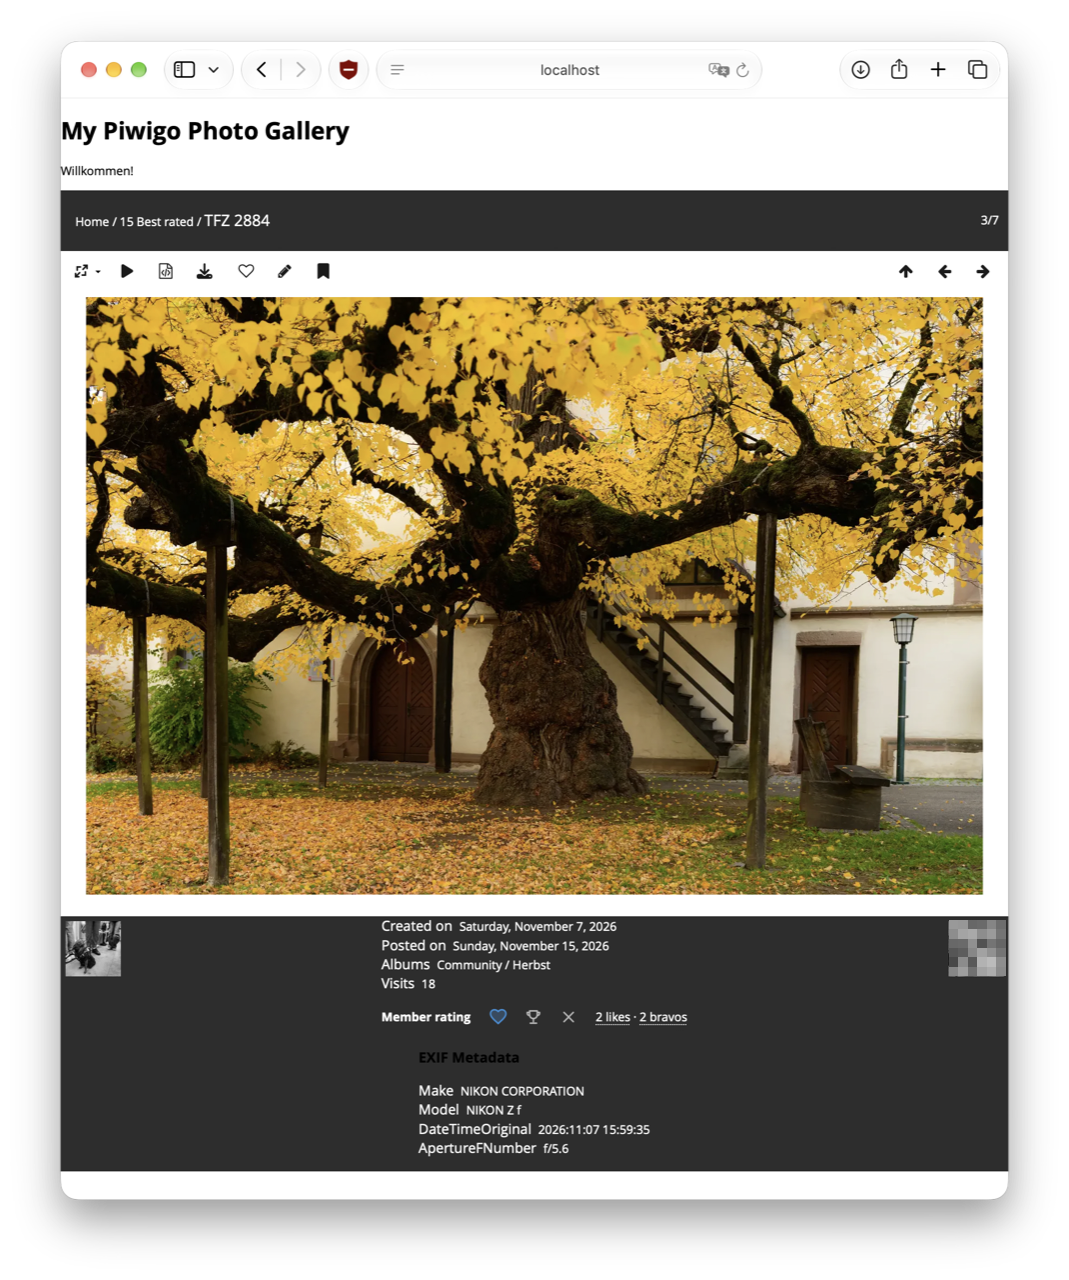 localhost
My Piwigo Photo Gallery
Willkommen!
Home / 15 Best rated / TFZ 2884
3/7
Created on Saturday, November 7, 2026
Posted on Sunday, November 15, 2026
Albums Community / Herbst
Visits 18
Member rating 2 likes · 2 bravos
EXIF Metadata
Make NIKON CORPORATION
Model NIKON Z f
DateTimeOriginal 2026:11:07 15:59:35
ApertureFNumber f/5.6